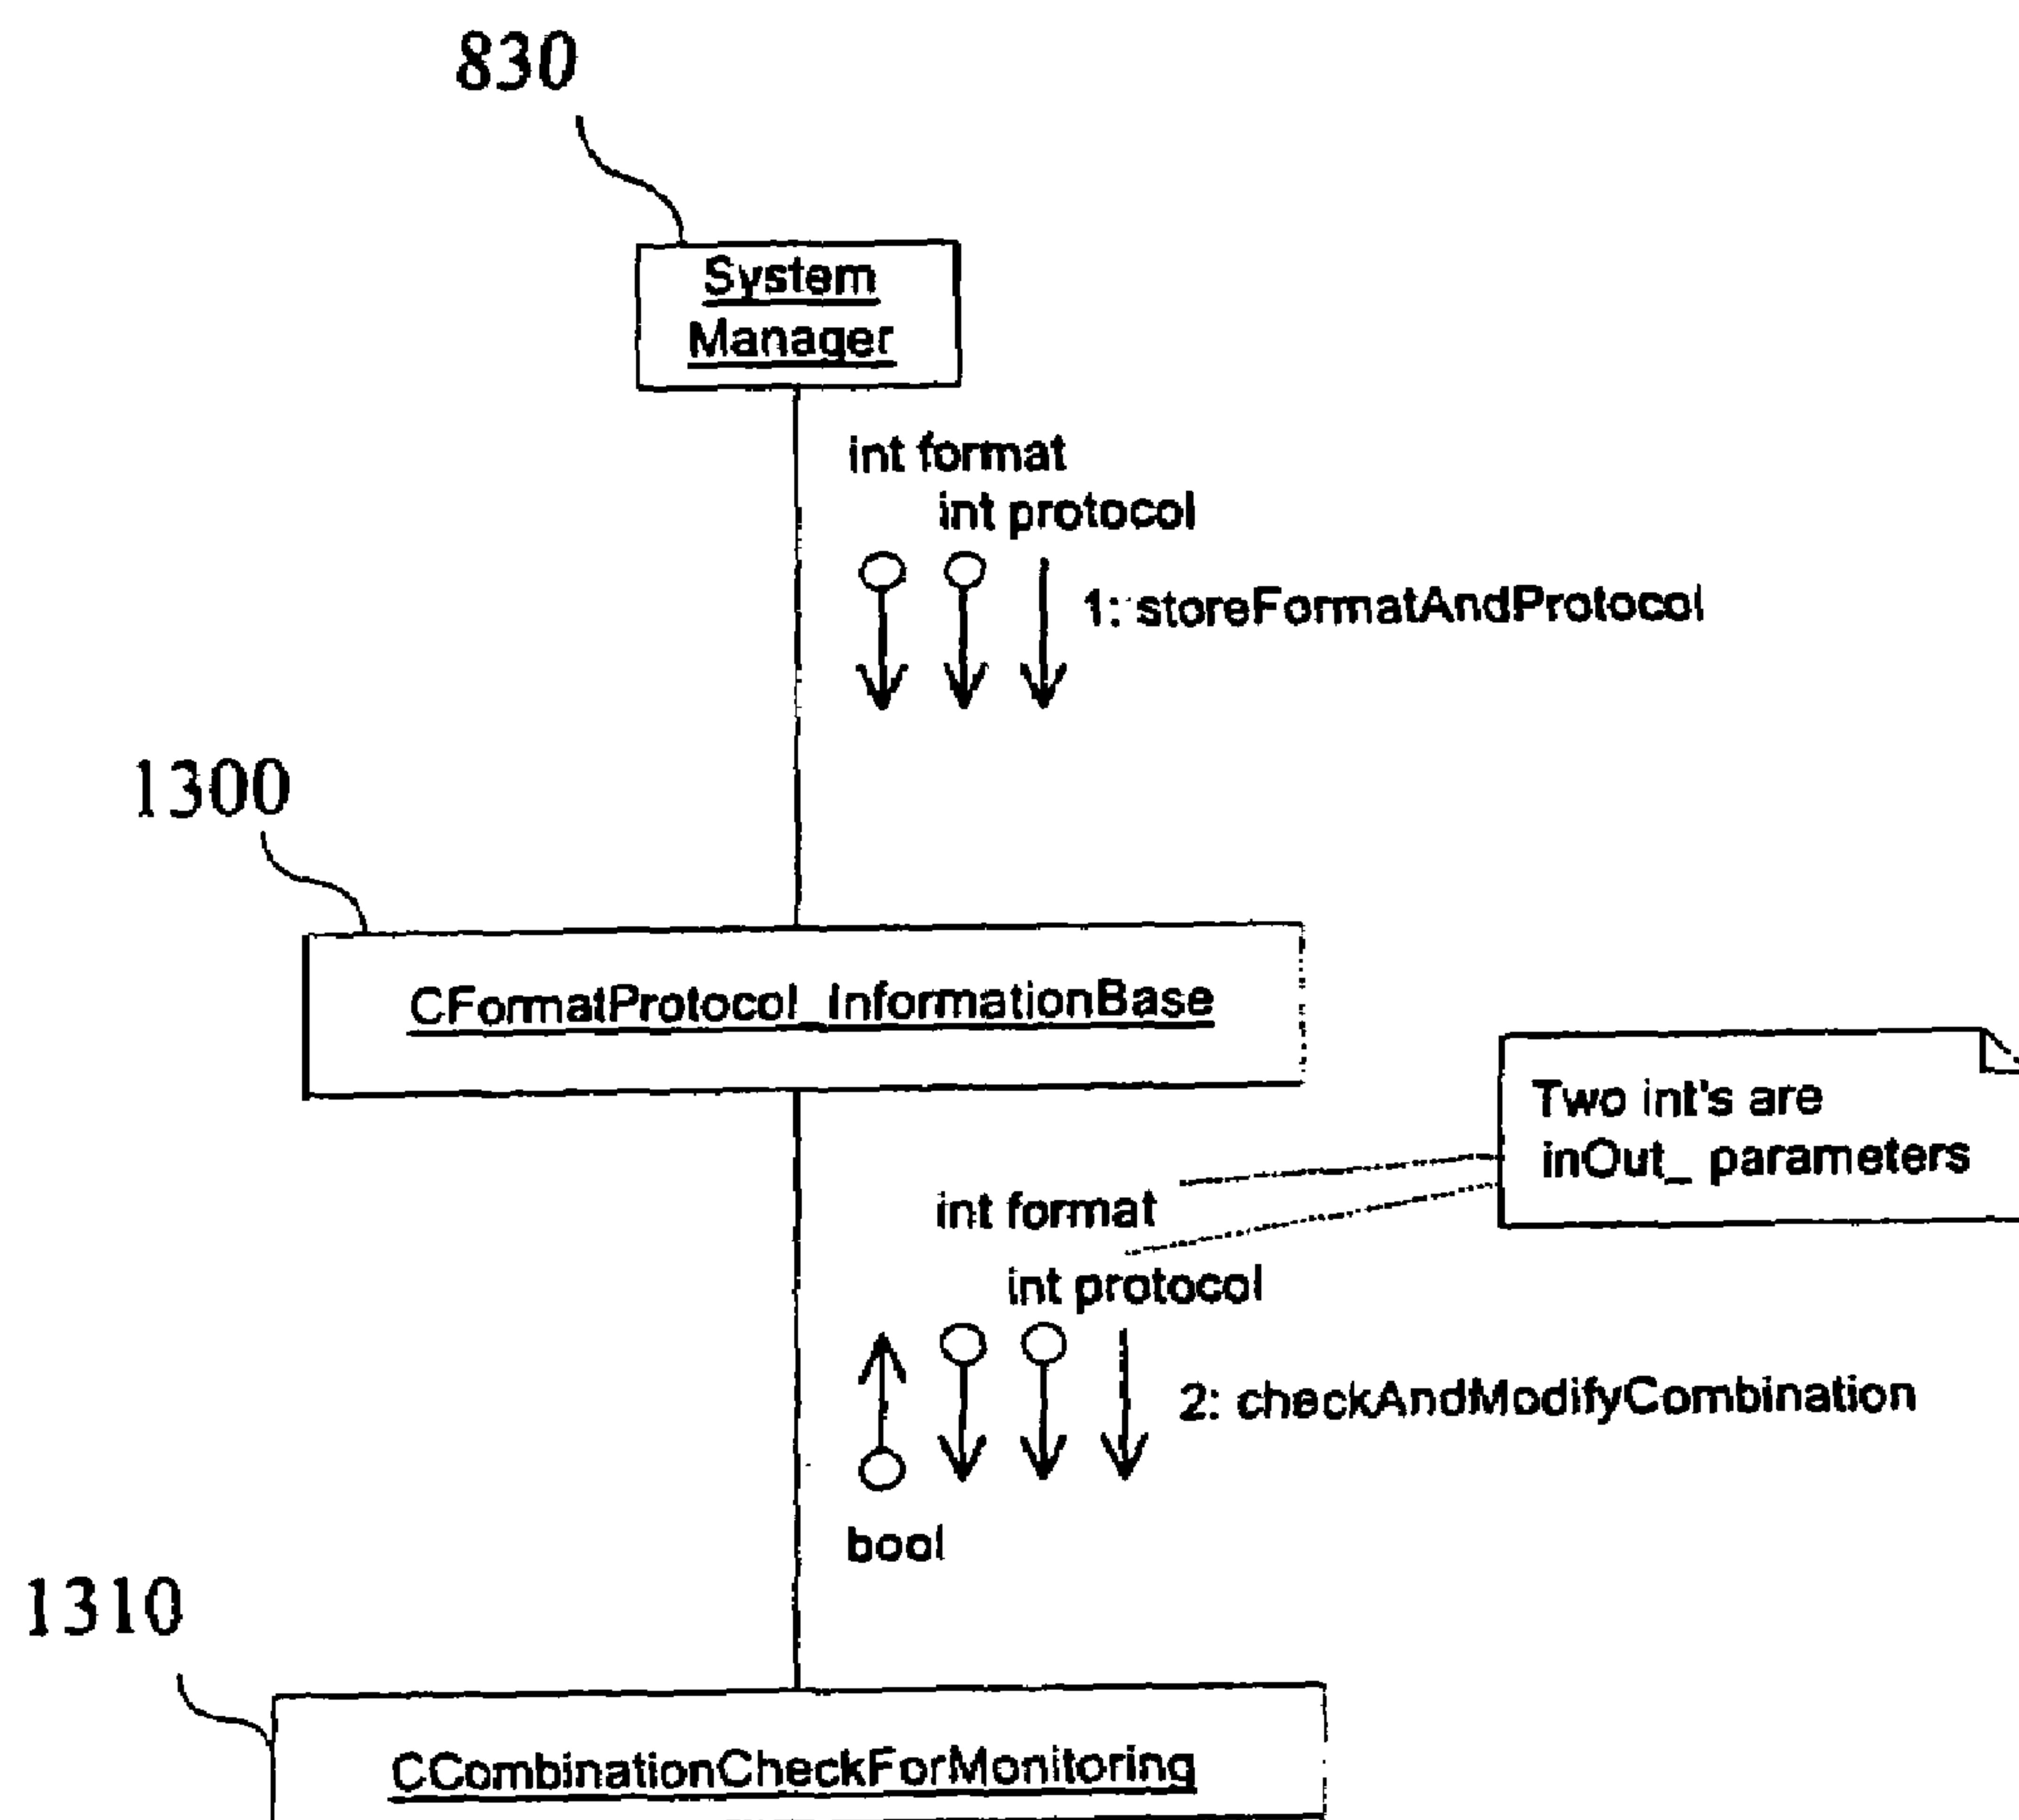 830
System
Manager
int format
int protocol
1: storeFormatAndProtocol
1300
CFormatProtocol_InformationBase
Two int's are
inOut_ parameters
int format
int protocol
2: checkAndModifyCombination
bool
1310
CCombinationCheckForMonitoring